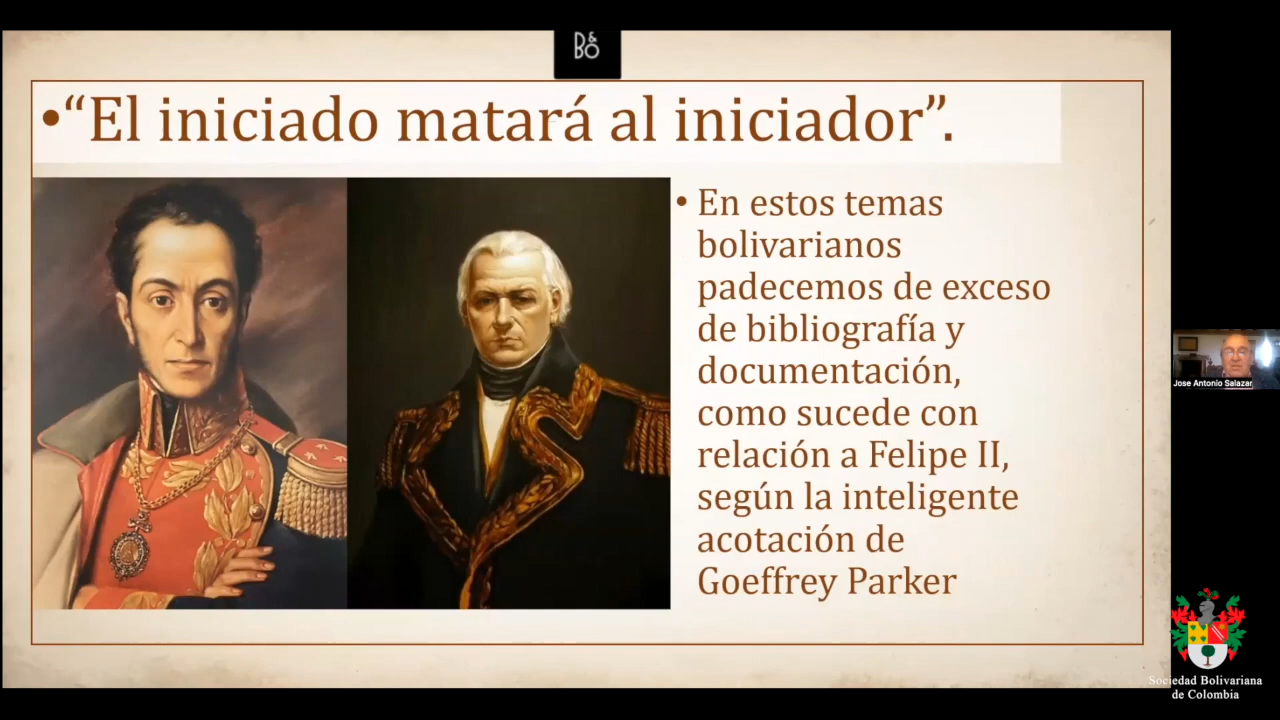 B&O
•“El iniciado matará al iniciador”.
• En estos temas
bolivarianos
padecemos de exceso
de bibliografía y
documentación,
como sucede con
relación a Felipe II,
según la inteligente
acotación de
Goeffrey Parker
Jose Antonio Salazar
Sociedad Bolivariana
de Colombia